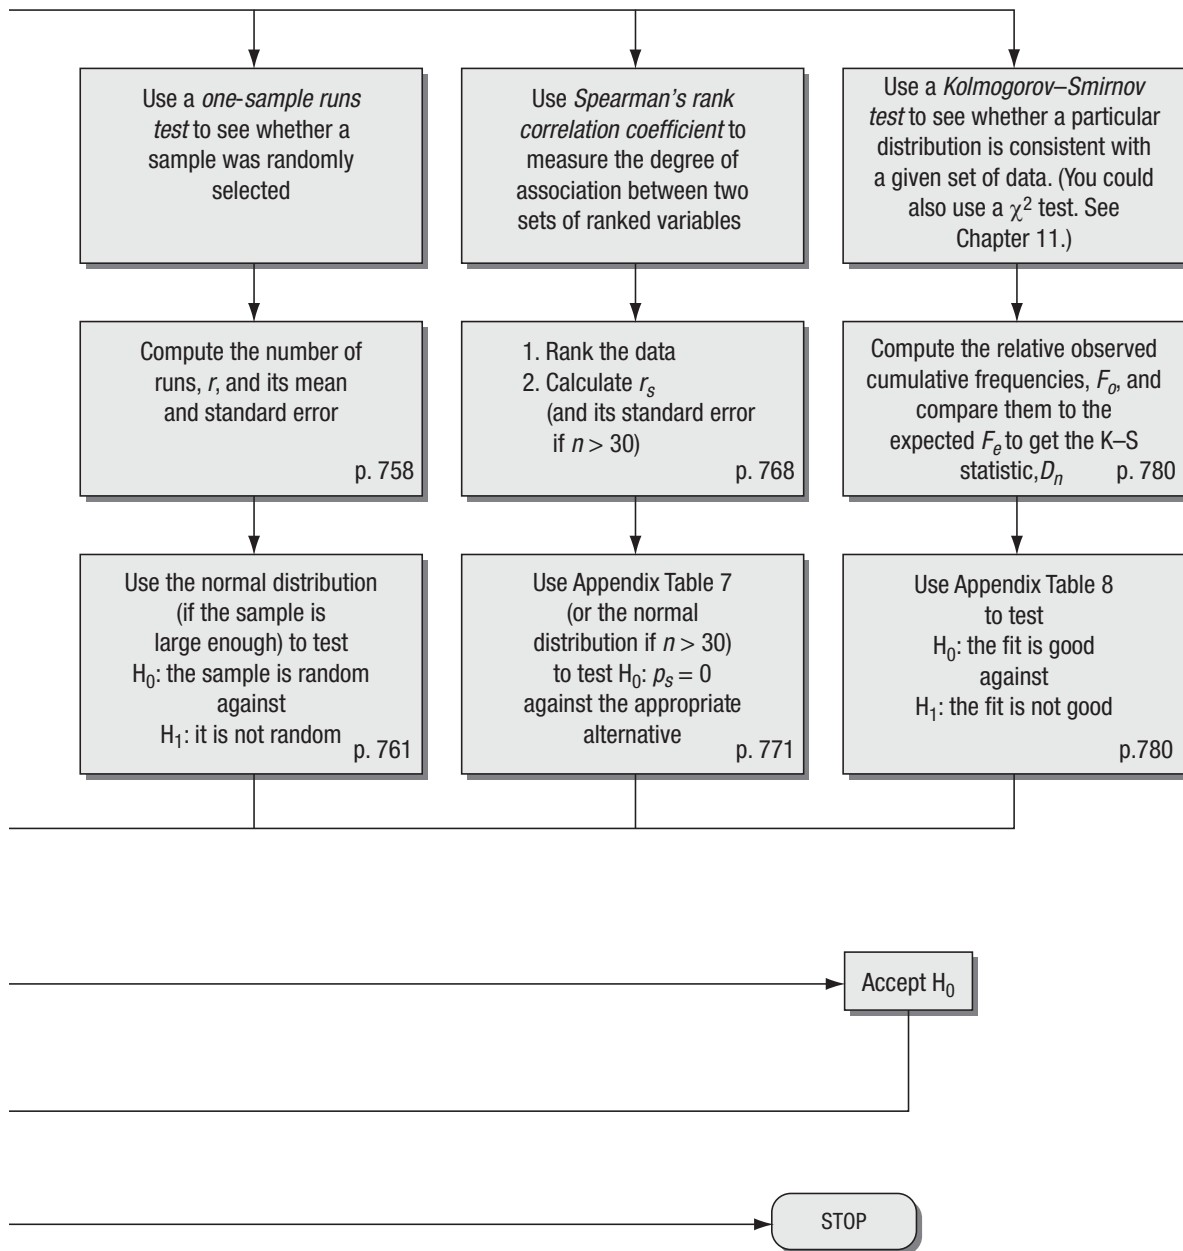 Use a one-sample runs
test to see whether a
sample was randomly
selected
Use Spearman's rank
correlation coefficient to
measure the degree of
association between two
sets of ranked variables
Use a Kolmogorov–Smirnov
test to see whether a particular
distribution is consistent with
a given set of data. (You could
also use a χ² test. See
Chapter 11.)
Compute the number of
runs, r, and its mean
and standard error
p. 758
1. Rank the data
2. Calculate rₛ
(and its standard error
if n > 30)
p. 768
Compute the relative observed
cumulative frequencies, Fₒ, and
compare them to the
expected Fₑ to get the K–S
statistic,Dₙ p. 780
Use the normal distribution
(if the sample is
large enough) to test
H₀: the sample is random
against
H₁: it is not random
p. 761
Use Appendix Table 7
(or the normal
distribution if n > 30)
to test H₀: pₛ = 0
against the appropriate
alternative
p. 771
Use Appendix Table 8
to test
H₀: the fit is good
against
H₁: the fit is not good
p.780
Accept H₀
STOP